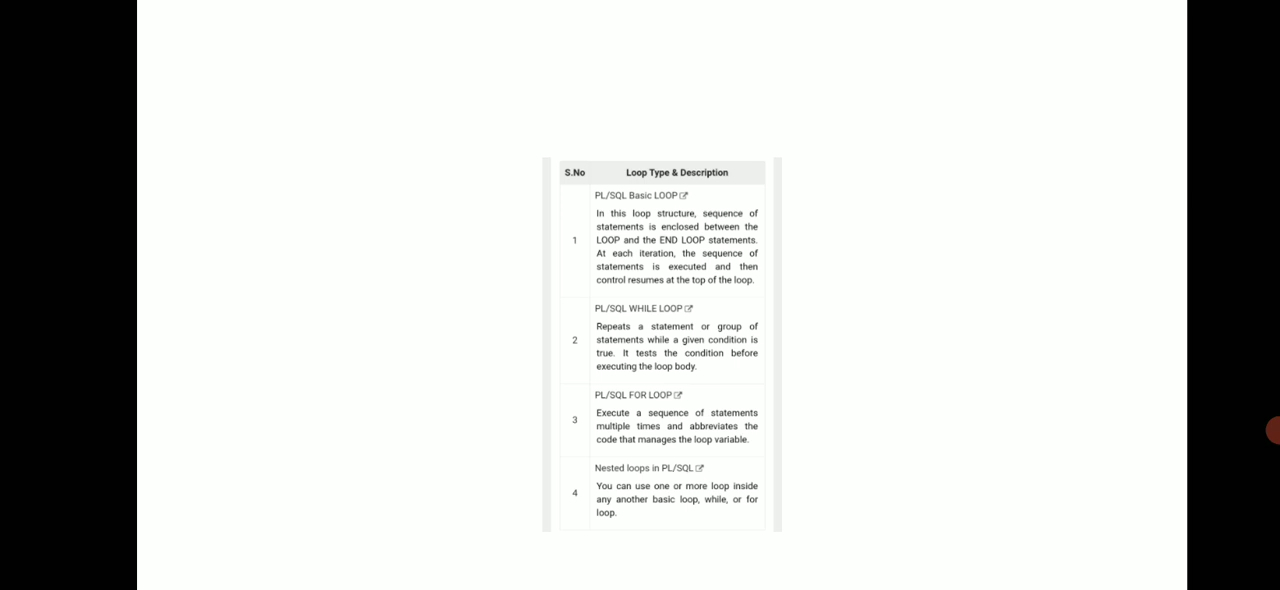 S.No Loop Type & Description
PL/SQL Basic LOOP
In this loop structure, sequence of
statements is enclosed between the
1 LOOP and the END LOOP statements.
At each iteration, the sequence of
statements is executed and then
control resumes at the top of the loop.
PL/SQL WHILE LOOP
Repeats a statement or group of
2 statements while a given condition is
true. It tests the condition before
executing the loop body.
PL/SQL FOR LOOP
Execute a sequence of statements
3 multiple times and abbreviates the
code that manages the loop variable.
Nested loops in PL/SQL
4 You can use one or more loop inside
any another basic loop, while, or for
loop.